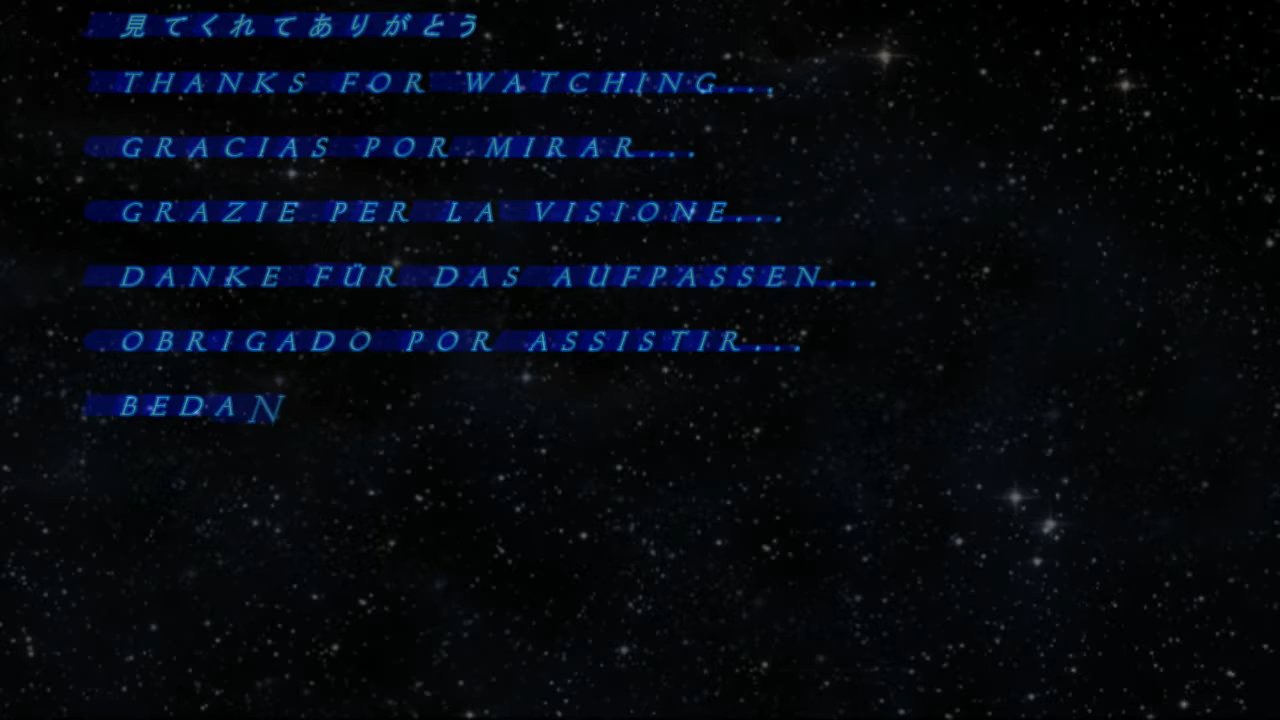 見てくれてありがとう
THANKS FOR WATCHING...
GRACIAS POR MIRAR...
GRAZIE PER LA VISIONE...
DANKE FÜR DAS AUFPASSEN...
OBRIGADO POR ASSISTIR...
BEDAN